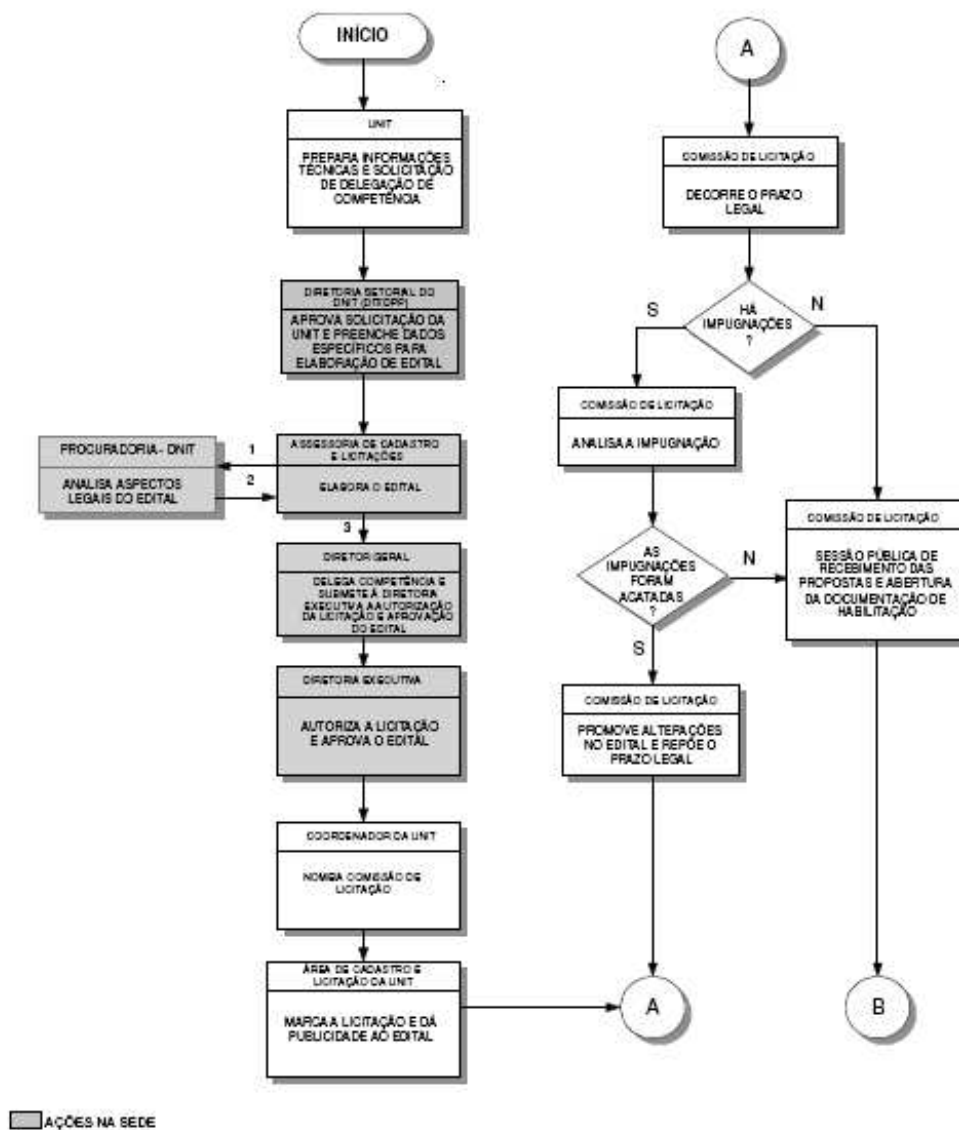 INÍCIO
UNIT
PREPARA INFORMAÇÕES
TÉCNICAS E SOLICITAÇÃO
DE DELEGAÇÃO DE
COMPETÊNCIA
DIRETORIA SETORIAL DO
DNIT (DIT/DPP)
APROVA SOLICITAÇÃO DA
UNIT E PREENCHE DADOS
ESPECÍFICOS PARA
ELABORAÇÃO DE EDITAL
PROCURADORIA - DNIT
ANALISA ASPECTOS
LEGAIS DO EDITAL
1
2
ASSESSORIA DE CADASTRO
E LICITAÇÕES
ELABORA O EDITAL
3
DIRETOR GERAL
DELEGA COMPETÊNCIA E
SUBMETE À DIRETORIA
EXECUTIVA A AUTORIZAÇÃO
DA LICITAÇÃO E APROVAÇÃO
DO EDITAL
DIRETORIA EXECUTIVA
AUTORIZA A LICITAÇÃO
E APROVA O EDITAL
COORDENADOR DA UNIT
NOMEIA COMISSÃO DE
LICITAÇÃO
ÁREA DE CADASTRO E
LICITAÇÃO DA UNIT
MARCA A LICITAÇÃO E DÁ
PUBLICIDADE AO EDITAL
A
COMISSÃO DE LICITAÇÃO
DECORRE O PRAZO
LEGAL
HÁ
IMPUGNAÇÕES
?
S
N
COMISSÃO DE LICITAÇÃO
ANALISA A IMPUGNAÇÃO
AS
IMPUGNAÇÕES
FORAM
ACATADAS
?
N
S
COMISSÃO DE LICITAÇÃO
SESSÃO PÚBLICA DE
RECEBIMENTO DAS
PROPOSTAS E ABERTURA
DA DOCUMENTAÇÃO DE
HABILITAÇÃO
COMISSÃO DE LICITAÇÃO
PROMOVE ALTERAÇÕES
NO EDITAL E REPÕE O
PRAZO LEGAL
A
B
AÇÕES NA SEDE